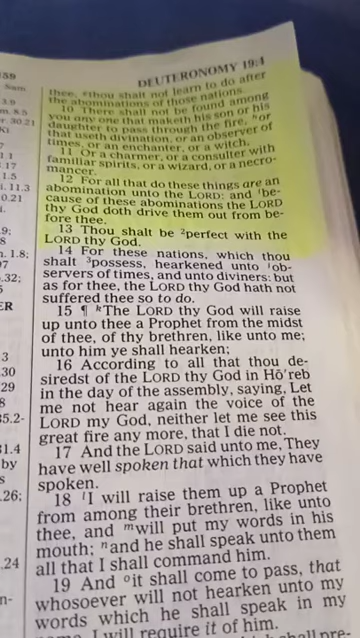 DEUTERONOMY 19:4
thee, thou shalt not learn to do after
the abominations of those nations.
10 There shall not be found among
you any one that maketh his son or his
daughter to pass through the fire, or
that useth divination, or an observer of
times, or an enchanter, or a witch.
11 Or a charmer, or a consulter with
familiar spirits, or a wizard, or a necro-
mancer.
12 For all that do these things are an
abomination unto the LORD: and be-
cause of these abominations the LORD
thy God doth drive them out from be-
fore thee.
13 Thou shalt be ²perfect with the
LORD thy God.
14 For these nations, which thou
shalt ³possess, hearkened unto ob-
servers of times, and unto diviners: but
as for thee, the LORD thy God hath not
suffered thee so to do.
15 ¶ ᵏThe LORD thy God will raise
up unto thee a Prophet from the midst
of thee, of thy brethren, like unto me;
unto him ye shall hearken;
16 According to all that thou de-
siredst of the LORD thy God in Hō'reb
in the day of the assembly, saying, Let
me not hear again the voice of the
LORD my God, neither let me see this
great fire any more, that I die not.
17 And the LORD said unto me, They
have well spoken that which they have
spoken.
18 ˡI will raise them up a Prophet
from among their brethren, like unto
thee, and ᵐwill put my words in his
mouth; ⁿand he shall speak unto them
all that I shall command him.
19 And ᵒit shall come to pass, that
whosoever will not hearken unto my
words which he shall speak in my
I will require it of him.